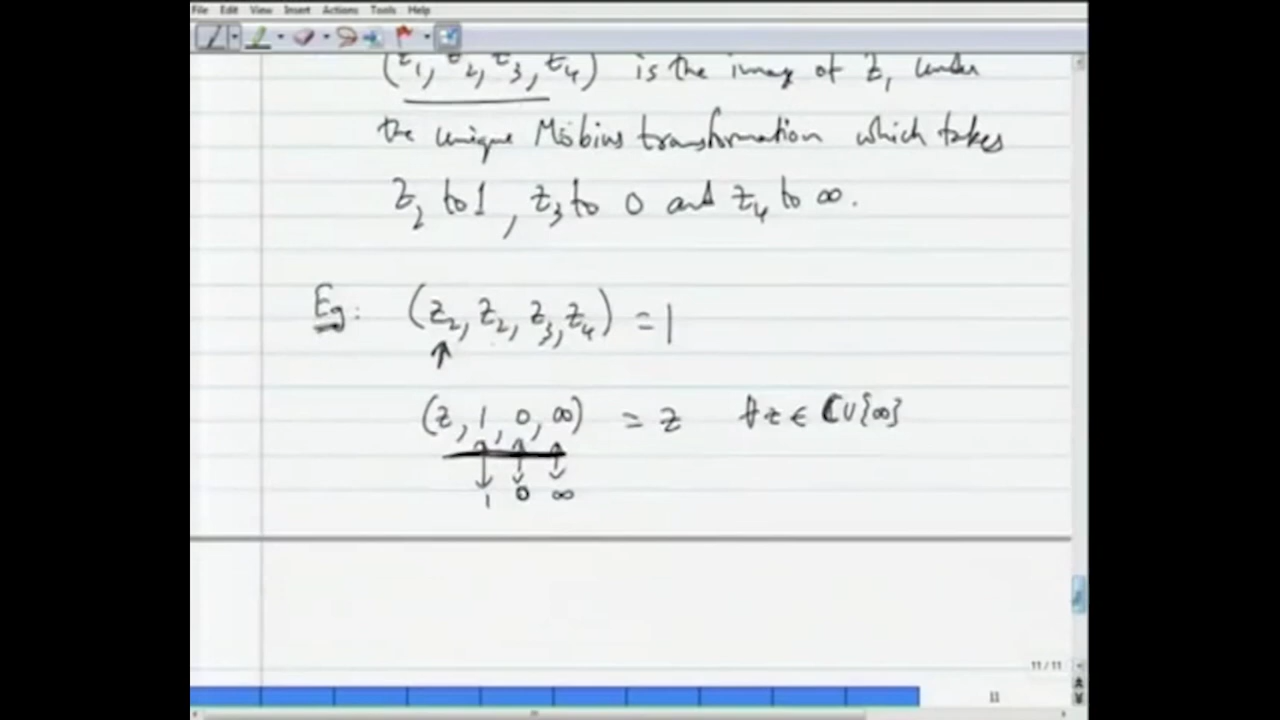 File Edit View Insert Actions Tools Help
(z₁, z₂, z₃, z₄) is the image of z, under
the unique Möbius transformation which takes
z₂ to 1, z₃ to 0 and z₄ to ∞.
Eg: (z₂, z₂, z₃, z₄) = 1
(z, 1, 0, ∞) = z ∀ z ∈ ℂ∪{∞}
1 0 ∞
11 / 11
11